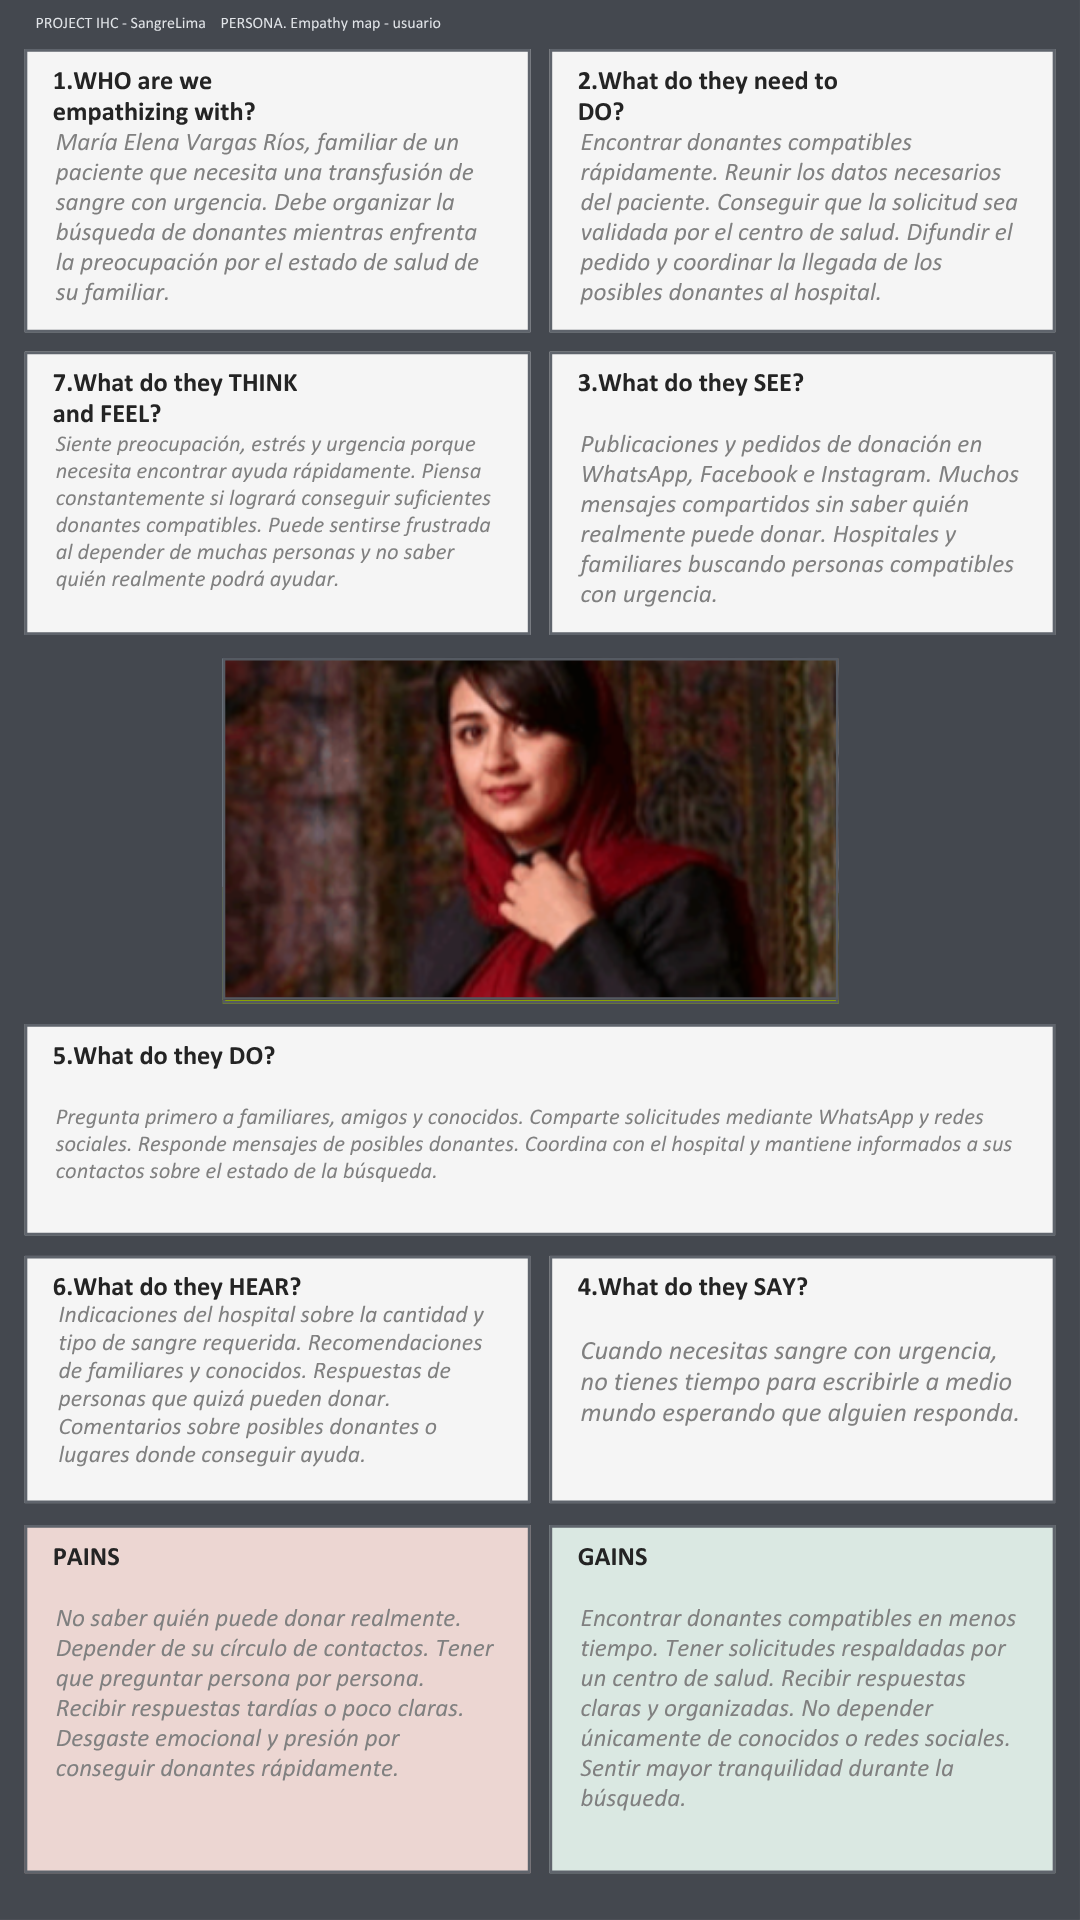 PROJECT IHC - SangreLima    PERSONA. Empathy map - usuario
1.WHO are we
empathizing with?
María Elena Vargas Ríos, familiar de un
paciente que necesita una transfusión de
sangre con urgencia. Debe organizar la
búsqueda de donantes mientras enfrenta
la preocupación por el estado de salud de
su familiar.
2.What do they need to
DO?
Encontrar donantes compatibles
rápidamente. Reunir los datos necesarios
del paciente. Conseguir que la solicitud sea
validada por el centro de salud. Difundir el
pedido y coordinar la llegada de los
posibles donantes al hospital.
7.What do they THINK
and FEEL?
Siente preocupación, estrés y urgencia porque
necesita encontrar ayuda rápidamente. Piensa
constantemente si logrará conseguir suficientes
donantes compatibles. Puede sentirse frustrada
al depender de muchas personas y no saber
quién realmente podrá ayudar.
3.What do they SEE?
Publicaciones y pedidos de donación en
WhatsApp, Facebook e Instagram. Muchos
mensajes compartidos sin saber quién
realmente puede donar. Hospitales y
familiares buscando personas compatibles
con urgencia.
5.What do they DO?
Pregunta primero a familiares, amigos y conocidos. Comparte solicitudes mediante WhatsApp y redes
sociales. Responde mensajes de posibles donantes. Coordina con el hospital y mantiene informados a sus
contactos sobre el estado de la búsqueda.
6.What do they HEAR?
Indicaciones del hospital sobre la cantidad y
tipo de sangre requerida. Recomendaciones
de familiares y conocidos. Respuestas de
personas que quizá pueden donar.
Comentarios sobre posibles donantes o
lugares donde conseguir ayuda.
4.What do they SAY?
Cuando necesitas sangre con urgencia,
no tienes tiempo para escribirle a medio
mundo esperando que alguien responda.
PAINS
No saber quién puede donar realmente.
Depender de su círculo de contactos. Tener
que preguntar persona por persona.
Recibir respuestas tardías o poco claras.
Desgaste emocional y presión por
conseguir donantes rápidamente.
GAINS
Encontrar donantes compatibles en menos
tiempo. Tener solicitudes respaldadas por
un centro de salud. Recibir respuestas
claras y organizadas. No depender
únicamente de conocidos o redes sociales.
Sentir mayor tranquilidad durante la
búsqueda.